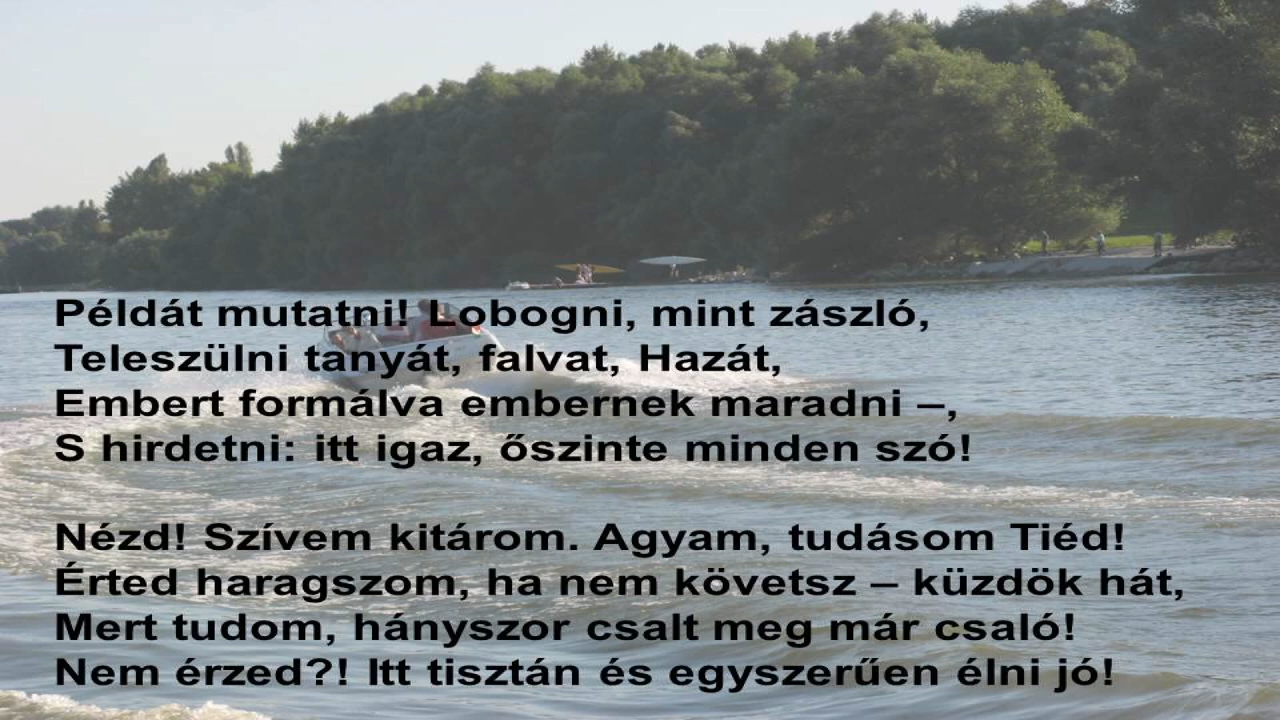 Példát mutatni! Lobogni, mint zászló,
Teleszülni tanyát, falvat, Hazát,
Embert formálva embernek maradni –,
S hirdetni: itt igaz, őszinte minden szó!
Nézd! Szívem kitárom. Agyam, tudásom Tiéd!
Érted haragszom, ha nem követsz – küzdök hát,
Mert tudom, hányszor csalt meg már csaló!
Nem érzed?! Itt tisztán és egyszerűen élni jó!